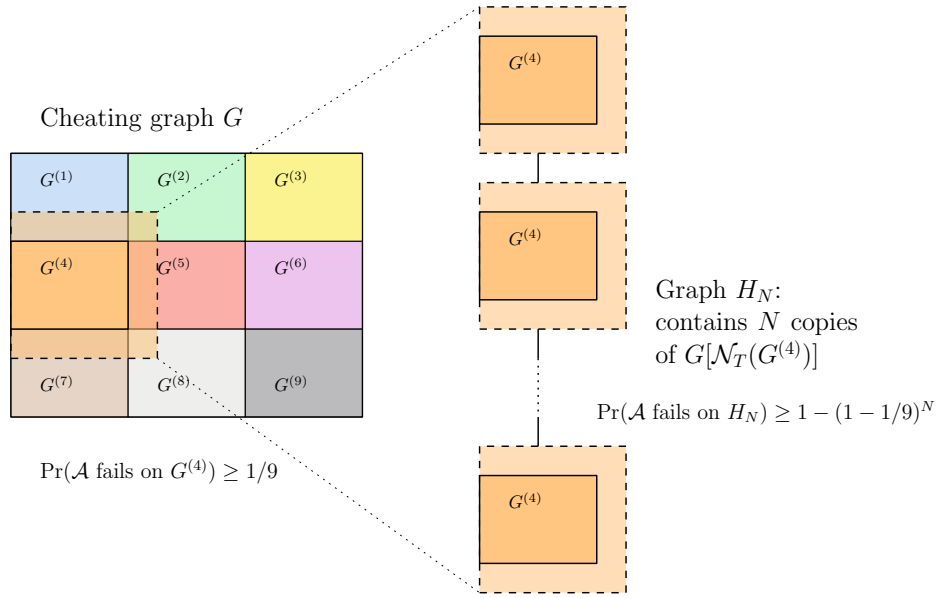 Cheating graph G
G^{(1)} G^{(2)} G^{(3)}
G^{(4)} G^{(5)} G^{(6)}
G^{(7)} G^{(8)} G^{(9)}
Pr(𝒜 fails on G^{(4)}) ≥ 1/9
G^{(4)}
G^{(4)}
G^{(4)}
Graph H_N:
contains N copies
of G[𝒩_T(G^{(4)})]
Pr(𝒜 fails on H_N) ≥ 1 − (1 − 1/9)^N